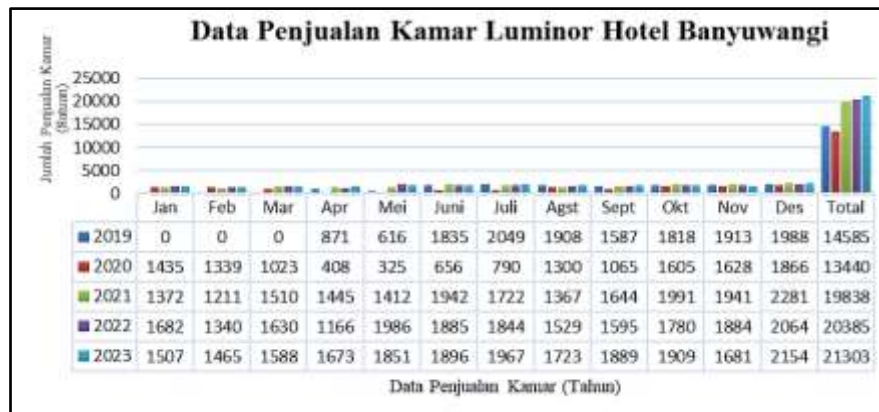 Data Penjualan Kamar Luminor Hotel Banyuwangi
Jumlah Penjualan Kamar
(Satuan)
25000
20000
15000
10000
5000
0
Jan Feb Mar Apr Mei Juni Juli Agst Sept Okt Nov Des Total
2019 0 0 0 871 616 1835 2049 1908 1587 1818 1913 1988 14585
2020 1435 1339 1023 408 325 656 790 1300 1065 1605 1628 1866 13440
2021 1372 1211 1510 1445 1412 1942 1722 1367 1644 1991 1941 2281 19838
2022 1682 1340 1630 1166 1986 1885 1844 1529 1595 1780 1884 2064 20385
2023 1507 1465 1588 1673 1851 1896 1967 1723 1889 1909 1681 2154 21303
Data Penjualan Kamar (Tahun)